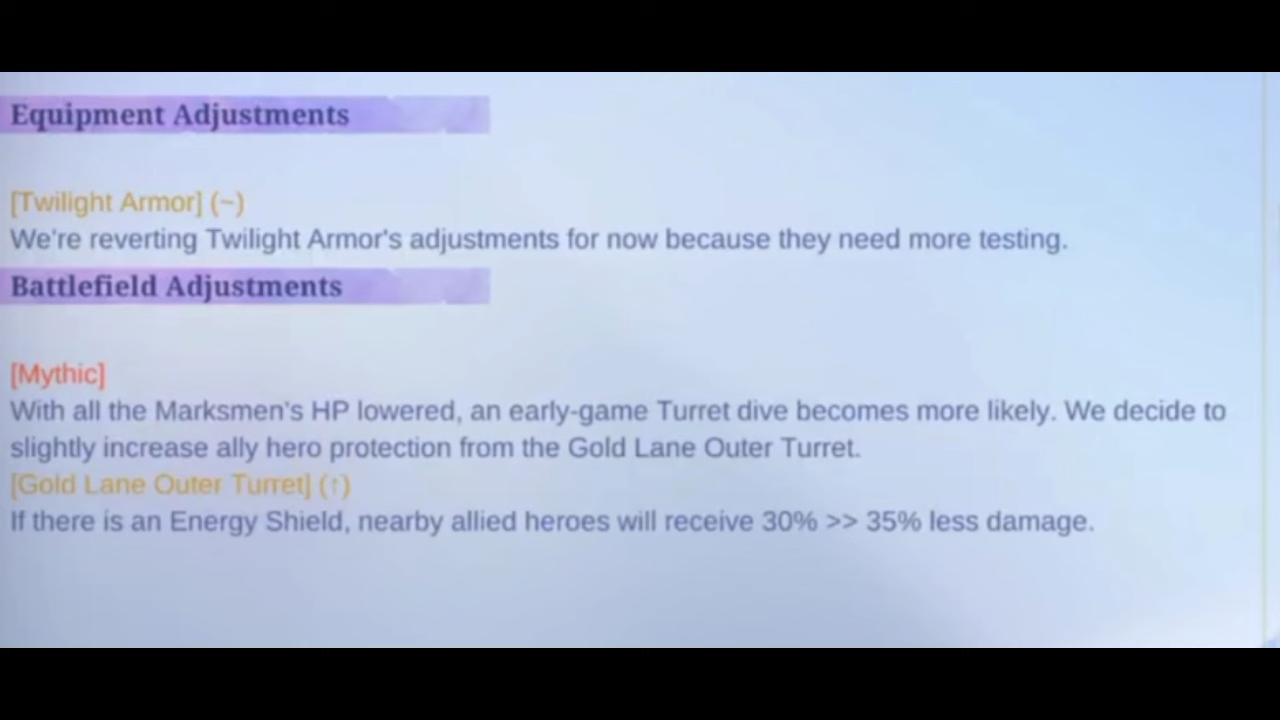 Equipment Adjustments
[Twilight Armor] (~)
We're reverting Twilight Armor's adjustments for now because they need more testing.
Battlefield Adjustments
[Mythic]
With all the Marksmen's HP lowered, an early-game Turret dive becomes more likely. We decide to
slightly increase ally hero protection from the Gold Lane Outer Turret.
[Gold Lane Outer Turret] (↑)
If there is an Energy Shield, nearby allied heroes will receive 30% >> 35% less damage.